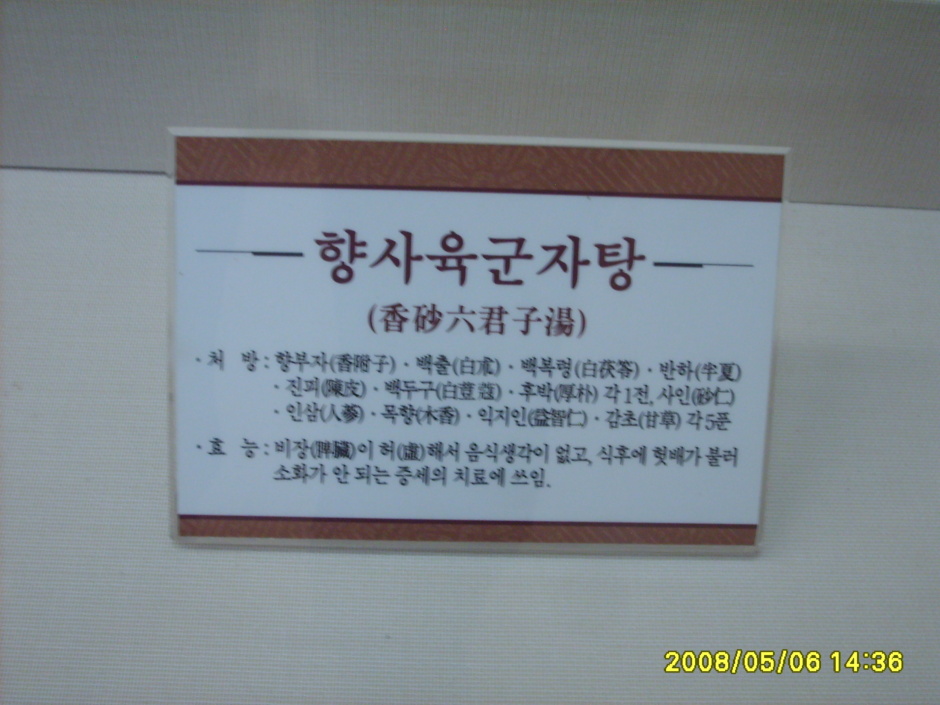 향사육군자탕
(香砂六君子湯)
· 처 방 : 향부자(香附子) · 백출(白朮) · 백복령(白茯笭) · 반하(半夏)
· 진피(陳皮) · 백두구(白荳蔲) · 후박(厚朴) 각 1전, 사인(砂仁)
· 인삼(人蔘) · 목향(木香) · 익지인(益智仁) · 감초(甘草) 각 5푼
· 효 능 : 비장(脾臟)이 허(虛)해서 음식생각이 없고, 식후에 헛배가 불러
소화가 안 되는 증세의 치료에 쓰임.
2008/05/06 14:36